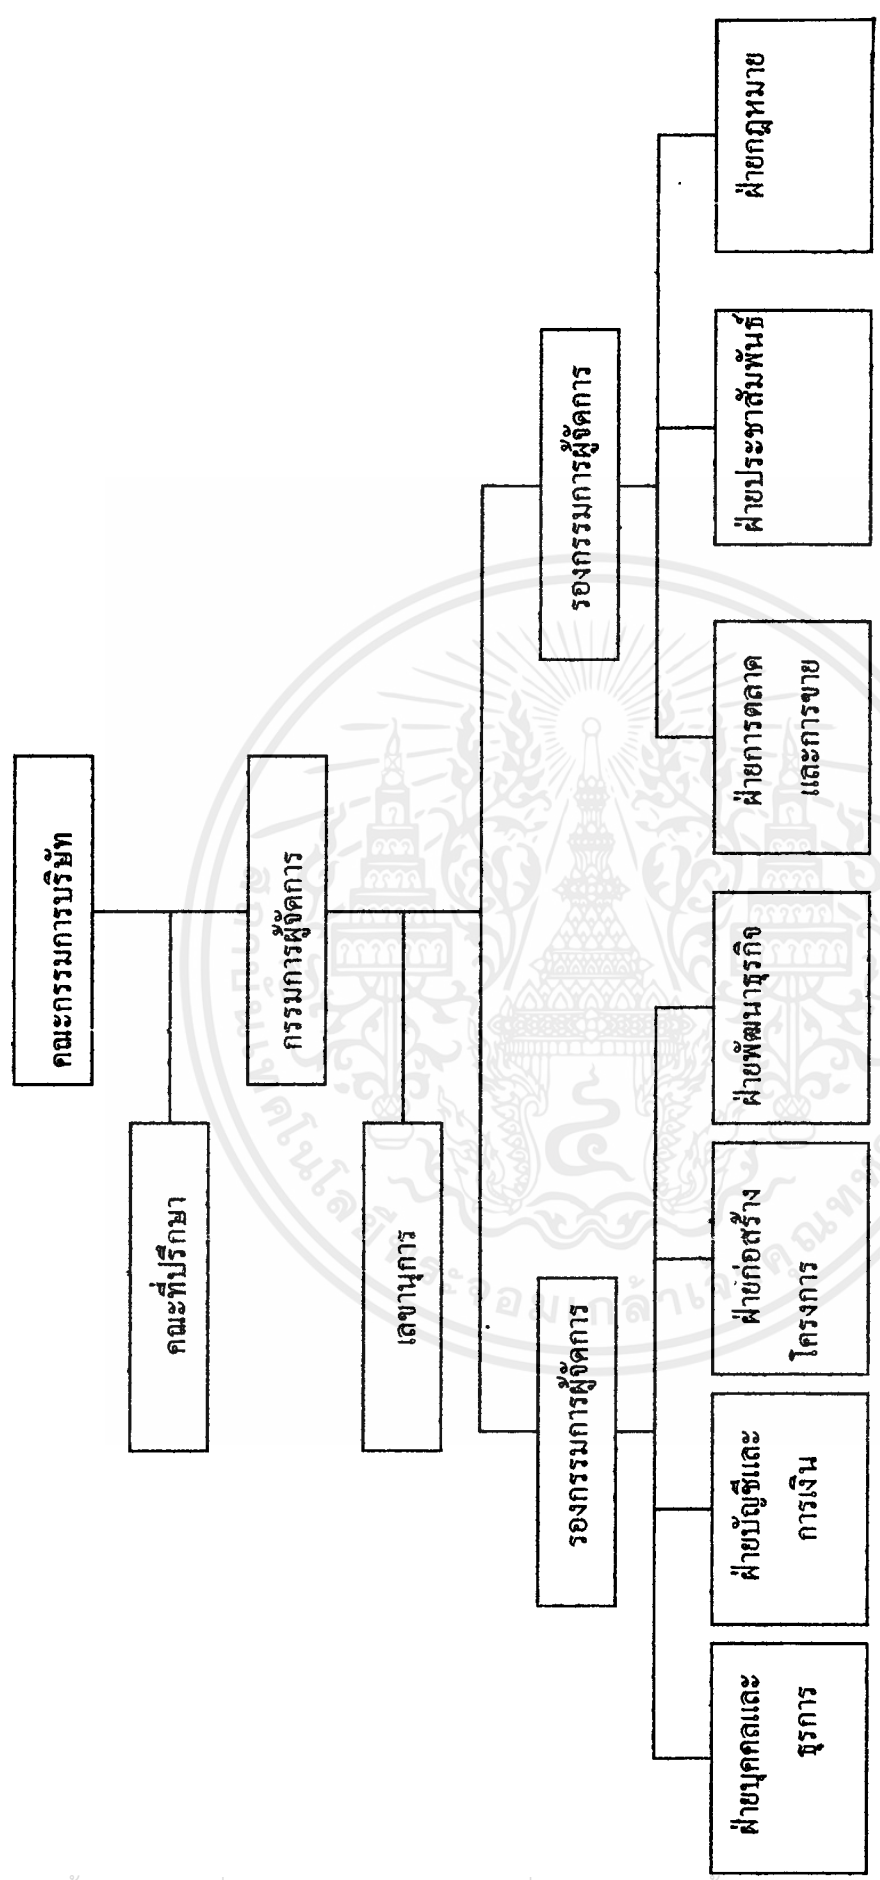 คณะกรรมการบริษัท
คณะที่ปรึกษา
กรรมการผู้จัดการ
เลขานุการ
รองกรรมการผู้จัดการ
รองกรรมการผู้จัดการ
ฝ่ายบุคคลและ
ธุรการ
ฝ่ายบัญชีและ
การเงิน
ฝ่ายก่อสร้าง
โครงการ
ฝ่ายพัฒนาธุรกิจ
ฝ่ายการตลาด
และการขาย
ฝ่ายประชาสัมพันธ์
ฝ่ายกฎหมาย